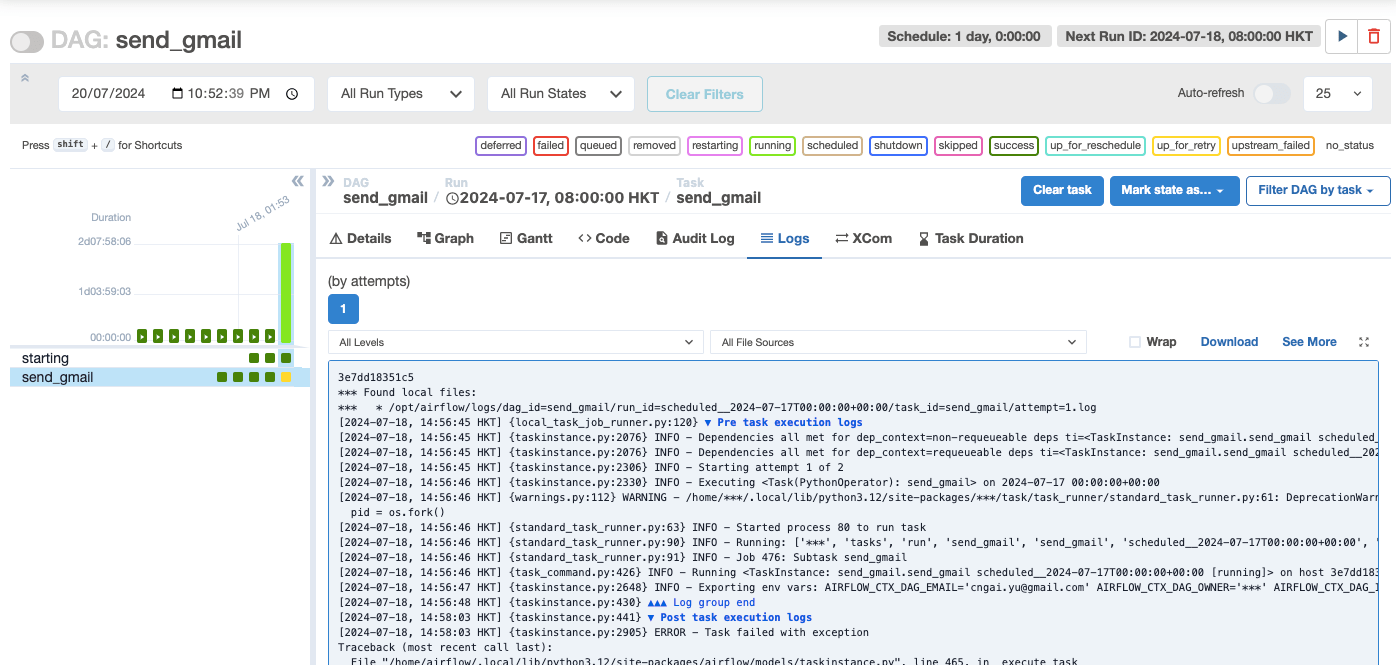 DAG: send_gmail
Schedule: 1 day, 0:00:00
Next Run ID: 2024-07-18, 08:00:00 HKT
20/07/2024 10:52:39 PM
All Run Types
All Run States
Clear Filters
Auto-refresh
25
Press shift + / for Shortcuts
deferred failed queued removed restarting running scheduled shutdown skipped success up_for_reschedule up_for_retry upstream_failed no_status
Jul 18, 01:53
Duration
2d07:58:06
1d03:59:03
00:00:00
starting
send_gmail
DAG
send_gmail
/
Run
2024-07-17, 08:00:00 HKT
/
Task
send_gmail
Clear task
Mark state as...
Filter DAG by task
Details Graph Gantt Code Audit Log Logs XCom Task Duration
(by attempts)
1
All Levels
All File Sources
Wrap
Download
See More
3e7dd18351c5
*** Found local files:
***   * /opt/airflow/logs/dag_id=send_gmail/run_id=scheduled__2024-07-17T00:00:00+00:00/task_id=send_gmail/attempt=1.log
[2024-07-18, 14:56:45 HKT] {local_task_job_runner.py:120} ▼ Pre task execution logs
[2024-07-18, 14:56:45 HKT] {taskinstance.py:2076} INFO - Dependencies all met for dep_context=non-requeueable deps ti=<TaskInstance: send_gmail.send_gmail scheduled_
[2024-07-18, 14:56:45 HKT] {taskinstance.py:2076} INFO - Dependencies all met for dep_context=requeueable deps ti=<TaskInstance: send_gmail.send_gmail scheduled__202
[2024-07-18, 14:56:45 HKT] {taskinstance.py:2306} INFO - Starting attempt 1 of 2
[2024-07-18, 14:56:46 HKT] {taskinstance.py:2330} INFO - Executing <Task(PythonOperator): send_gmail> on 2024-07-17 00:00:00+00:00
[2024-07-18, 14:56:46 HKT] {warnings.py:112} WARNING - /home/***/.local/lib/python3.12/site-packages/***/task/task_runner/standard_task_runner.py:61: DeprecationWarn
pid = os.fork()
[2024-07-18, 14:56:46 HKT] {standard_task_runner.py:63} INFO - Started process 80 to run task
[2024-07-18, 14:56:46 HKT] {standard_task_runner.py:90} INFO - Running: ['***', 'tasks', 'run', 'send_gmail', 'send_gmail', 'scheduled__2024-07-17T00:00:00+00:00', '
[2024-07-18, 14:56:46 HKT] {standard_task_runner.py:91} INFO - Job 476: Subtask send_gmail
[2024-07-18, 14:56:46 HKT] {task_command.py:426} INFO - Running <TaskInstance: send_gmail.send_gmail scheduled__2024-07-17T00:00:00+00:00 [running]> on host 3e7dd183
[2024-07-18, 14:56:47 HKT] {taskinstance.py:2648} INFO - Exporting env vars: AIRFLOW_CTX_DAG_EMAIL='cngai.yu@gmail.com' AIRFLOW_CTX_DAG_OWNER='***' AIRFLOW_CTX_DAG_I
[2024-07-18, 14:56:48 HKT] {taskinstance.py:430} ▲▲▲ Log group end
[2024-07-18, 14:58:03 HKT] {taskinstance.py:441} ▼ Post task execution logs
[2024-07-18, 14:58:03 HKT] {taskinstance.py:2905} ERROR - Task failed with exception
Traceback (most recent call last):
File "/home/airflow/.local/lib/python3.12/site-packages/airflow/models/taskinstance.py", line 465, in _execute_task